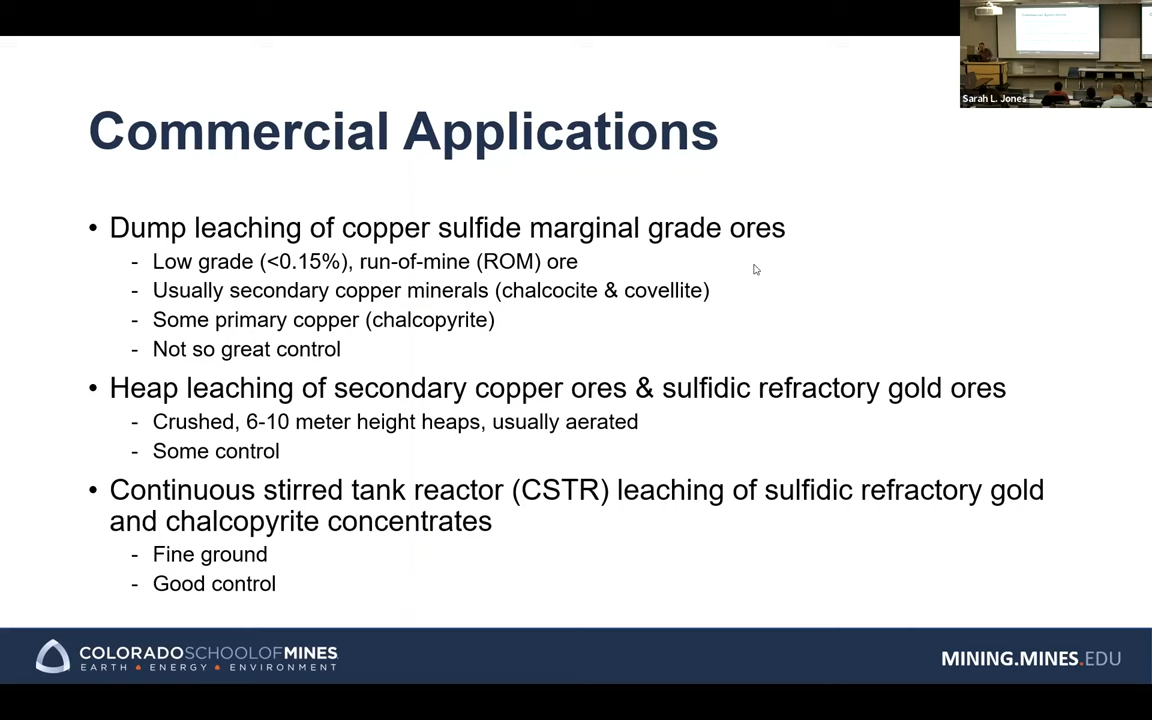 Sarah L. Jones
Commercial Applications
• Dump leaching of copper sulfide marginal grade ores
- Low grade (<0.15%), run-of-mine (ROM) ore
- Usually secondary copper minerals (chalcocite & covellite)
- Some primary copper (chalcopyrite)
- Not so great control
• Heap leaching of secondary copper ores & sulfidic refractory gold ores
- Crushed, 6-10 meter height heaps, usually aerated
- Some control
• Continuous stirred tank reactor (CSTR) leaching of sulfidic refractory gold
and chalcopyrite concentrates
- Fine ground
- Good control
COLORADOSCHOOLOFMINES
EARTH • ENERGY • ENVIRONMENT
MINING.MINES.EDU